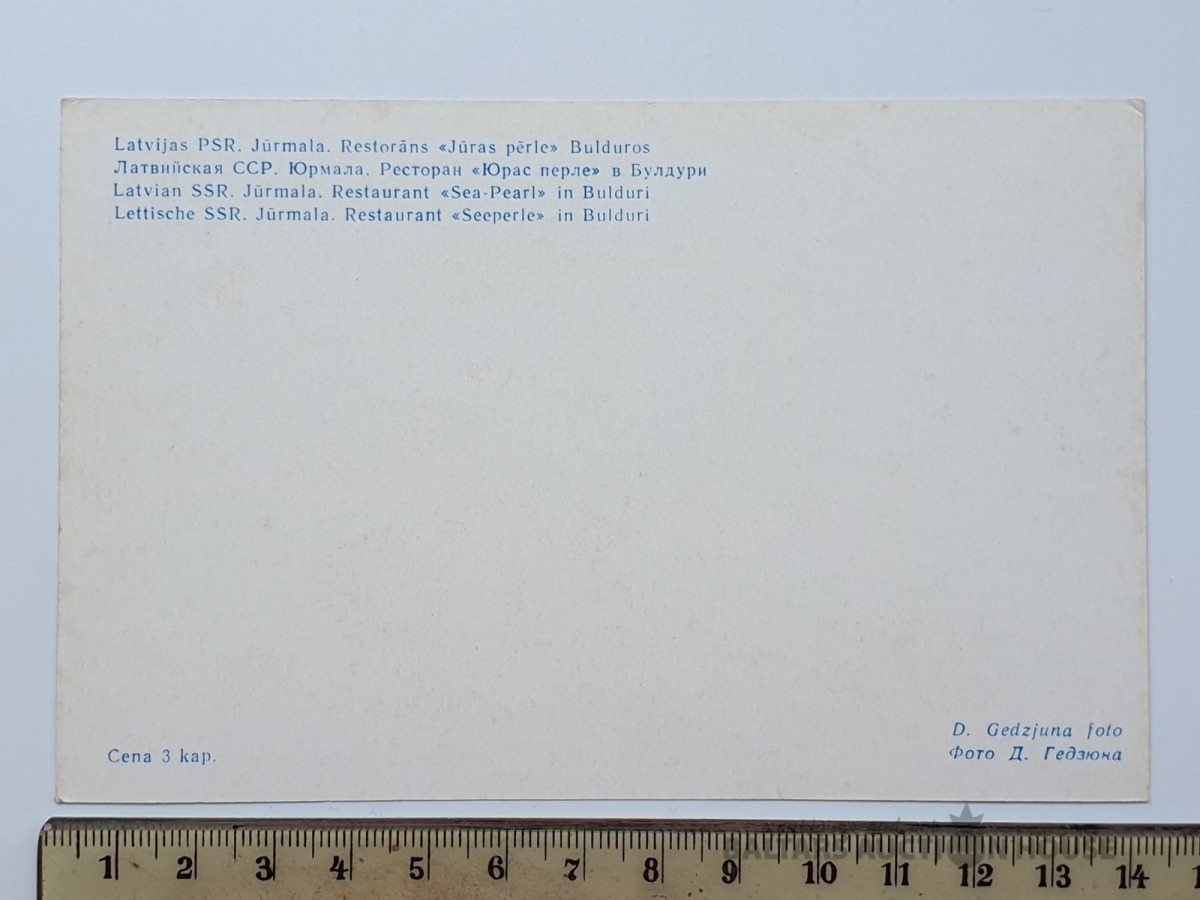 Latvijas PSR. Jūrmala. Restorāns «Jūras pērle» Bulduros
Латвийская ССР. Юрмала. Ресторан «Юрас перле» в Булдури
Latvian SSR. Jūrmala. Restaurant «Sea-Pearl» in Bulduri
Lettische SSR. Jūrmala. Restaurant «Seeperle» in Bulduri
D. Gedzjuna foto
Фото Д. Гедзюна
Cena 3 kap.
1 2 3 4 5 6 7 8 9 10 11 12 13 14